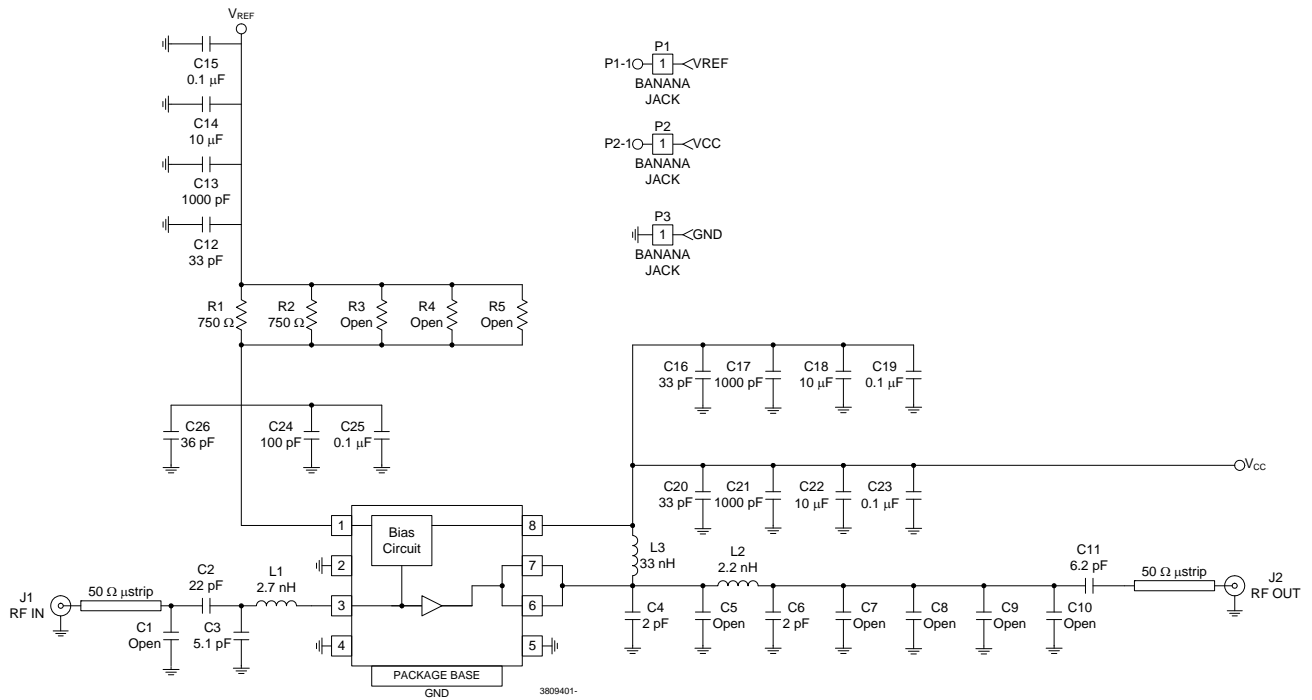 VREF
C15
0.1 μF
C14
10 μF
C13
1000 pF
C12
33 pF
P1
P1-1 1 VREF
BANANA
JACK
P2
P2-1 1 VCC
BANANA
JACK
P3
1 GND
BANANA
JACK
R1
750 Ω
R2
750 Ω
R3
Open
R4
Open
R5
Open
C16
33 pF
C17
1000 pF
C18
10 μF
C19
0.1 μF
C26
36 pF
C24
100 pF
C25
0.1 μF
VCC
C20
33 pF
C21
1000 pF
C22
10 μF
C23
0.1 μF
1
Bias
Circuit
8
2
7
3
6
4
5
PACKAGE BASE
GND
3809401-
J1
RF IN
50 Ω μstrip
C1
Open
C2
22 pF
C3
5.1 pF
L1
2.7 nH
L3
33 nH
L2
2.2 nH
C4
2 pF
C5
Open
C6
2 pF
C7
Open
C8
Open
C9
Open
C10
Open
C11
6.2 pF
50 Ω μstrip
J2
RF OUT